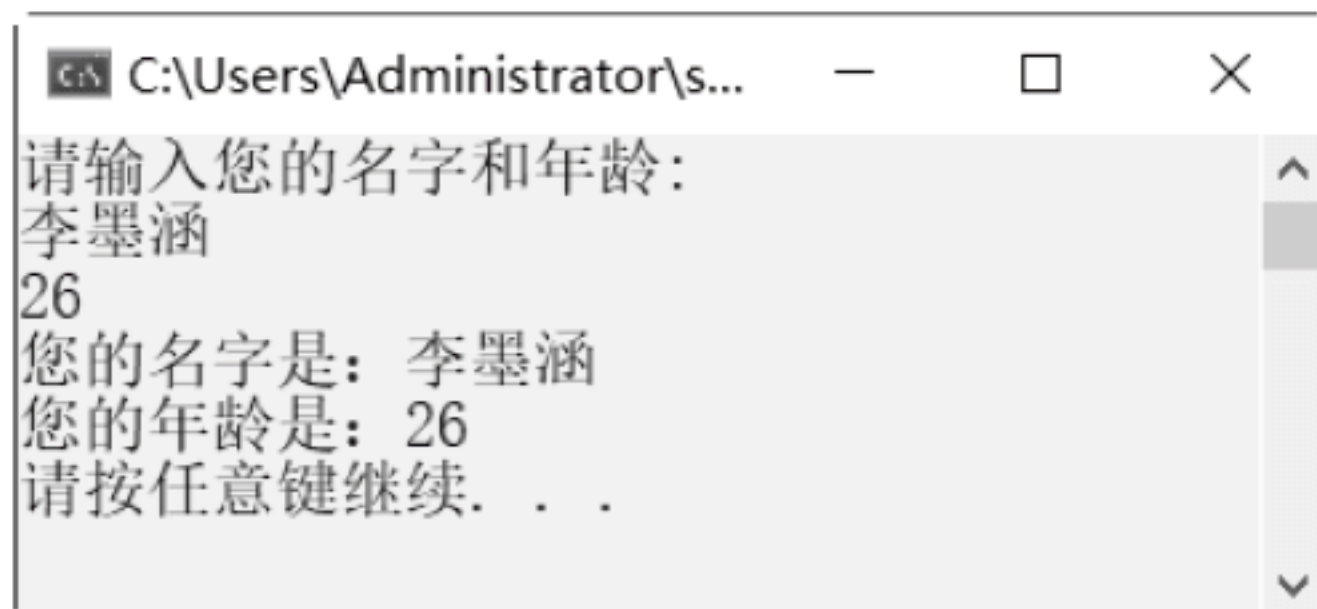 C:\Users\Administrator\s...
请输入您的名字和年龄:
李墨涵
26
您的名字是：李墨涵
您的年龄是：26
请按任意键继续. . .